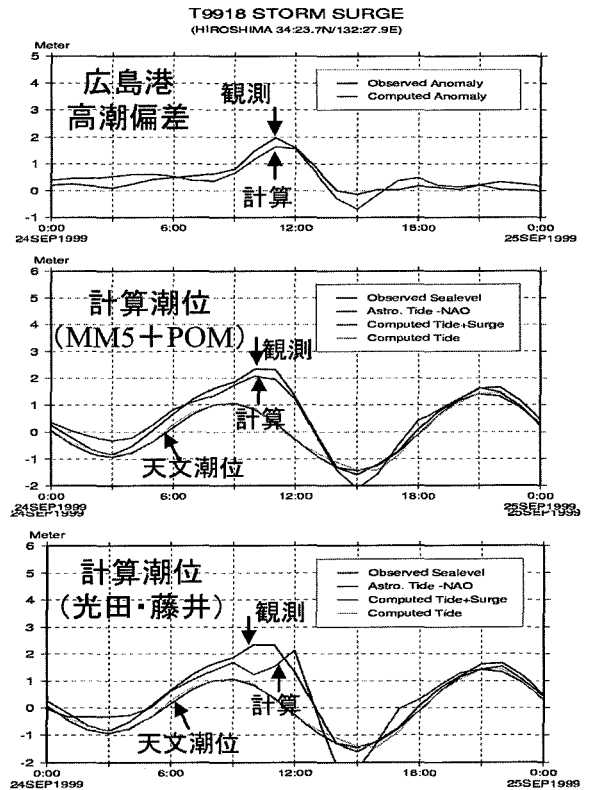 T9918 STORM SURGE
(HIROSHIMA 34:23.7N/132:27.9E)
Meter
5
広島港
高潮偏差
観測
Observed Anomaly
Computed Anomaly
4
3
2
1
計算
0
-1
0:00
6:00
12:00
18:00
0:00
24SEP1999
25SEP1999
Meter
6
5
計算潮位
(MM5+POM)
観測
Observed Sealevel
Astro. Tide -NAO
Computed Tide+Surge
Computed Tide
4
3
2
1
計算
0
天文潮位
-1
-2
0:00
6:00
12:00
18:00
0:00
24SEP1999
25SEP1999
Meter
6
5
計算潮位
(光田・藤井)
観測
Observed Sealevel
Astro. Tide -NAO
Computed Tide+Surge
Computed Tide
4
3
2
1
計算
0
天文潮位
-1
-2
0:00
6:00
12:00
18:00
0:00
24SEP1999
25SEP1999